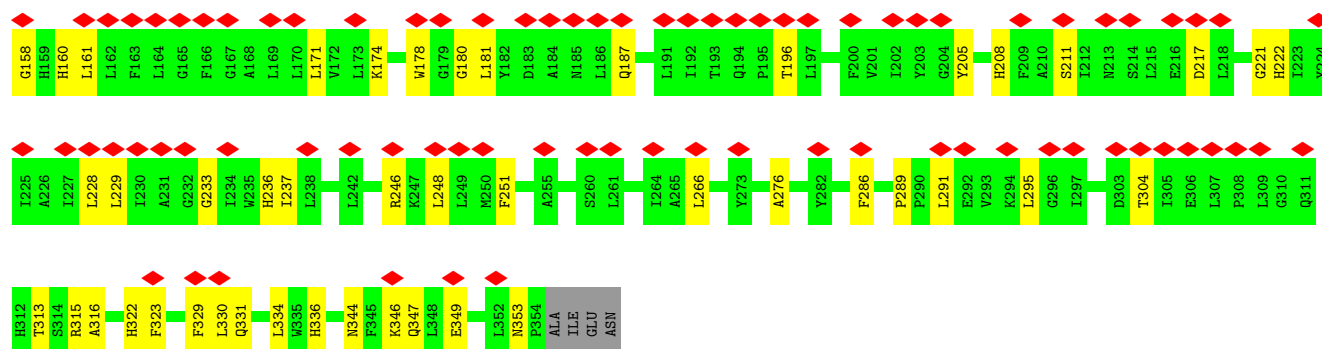 G158 H159 H160 L161 L162 F163 L164 G165 F166 G167 A168 L169 L170 L171 V172 L173 K174 W178 G179 G180 L181 Y182 D183 A184 N185 L186 Q187 L191 I192 T193 Q194 P195 T196 L197 F200 V201 I202 Y203 G204 Y205 H208 F209 A210 S211 I212 N213 S214 L215 E216 D217 L218 G221 H222 I223
I225 A226 I227 L228 L229 I230 A231 G232 G233 I234 W235 H236 I237 L238 L242 R246 K247 L248 L249 M250 F251 A255 S260 L261 I264 A265 L266 Y273 A276 Y282 F286 P289 P290 L291 E292 V293 K294 L295 G296 I297 D303 T304 I305 E306 L307 P308 L309 G310 Q311
H312 T313 S314 R315 A316 H322 F323 F329 L330 Q331 L334 W335 H336 N344 F345 K346 Q347 L348 E349 L352 N353 P354 ALA ILE GLU ASN